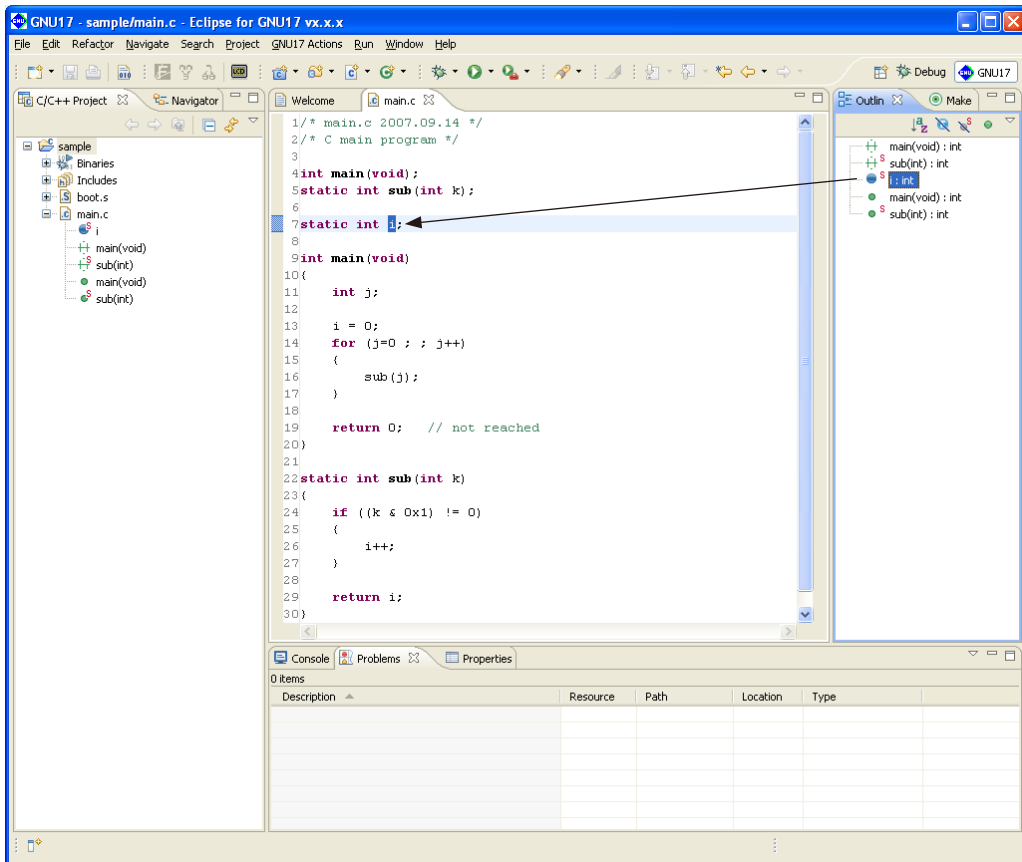 GNU17 - sample/main.c - Eclipse for GNU17 vx.x.x
File Edit Refactor Navigate Search Project GNU17 Actions Run Window Help
Debug GNU17
C/C++ Project Navigator
Welcome main.c
Outlin Make
sample
Binaries
Includes
boot.s
main.c
S i
main(void)
S sub(int)
main(void)
S sub(int)
1/* main.c 2007.09.14 */
2/* C main program */
3
4int main(void);
5static int sub(int k);
6
7static int i;
8
9int main(void)
10{
11 int j;
12
13 i = 0;
14 for (j=0 ; ; j++)
15 {
16 sub(j);
17 }
18
19 return 0; // not reached
20}
21
22static int sub(int k)
23{
24 if ((k & 0x1) != 0)
25 {
26 i++;
27 }
28
29 return i;
30}
main(void) : int
S sub(int) : int
S i : int
main(void) : int
S sub(int) : int
Console Problems Properties
0 items
Description Resource Path Location Type